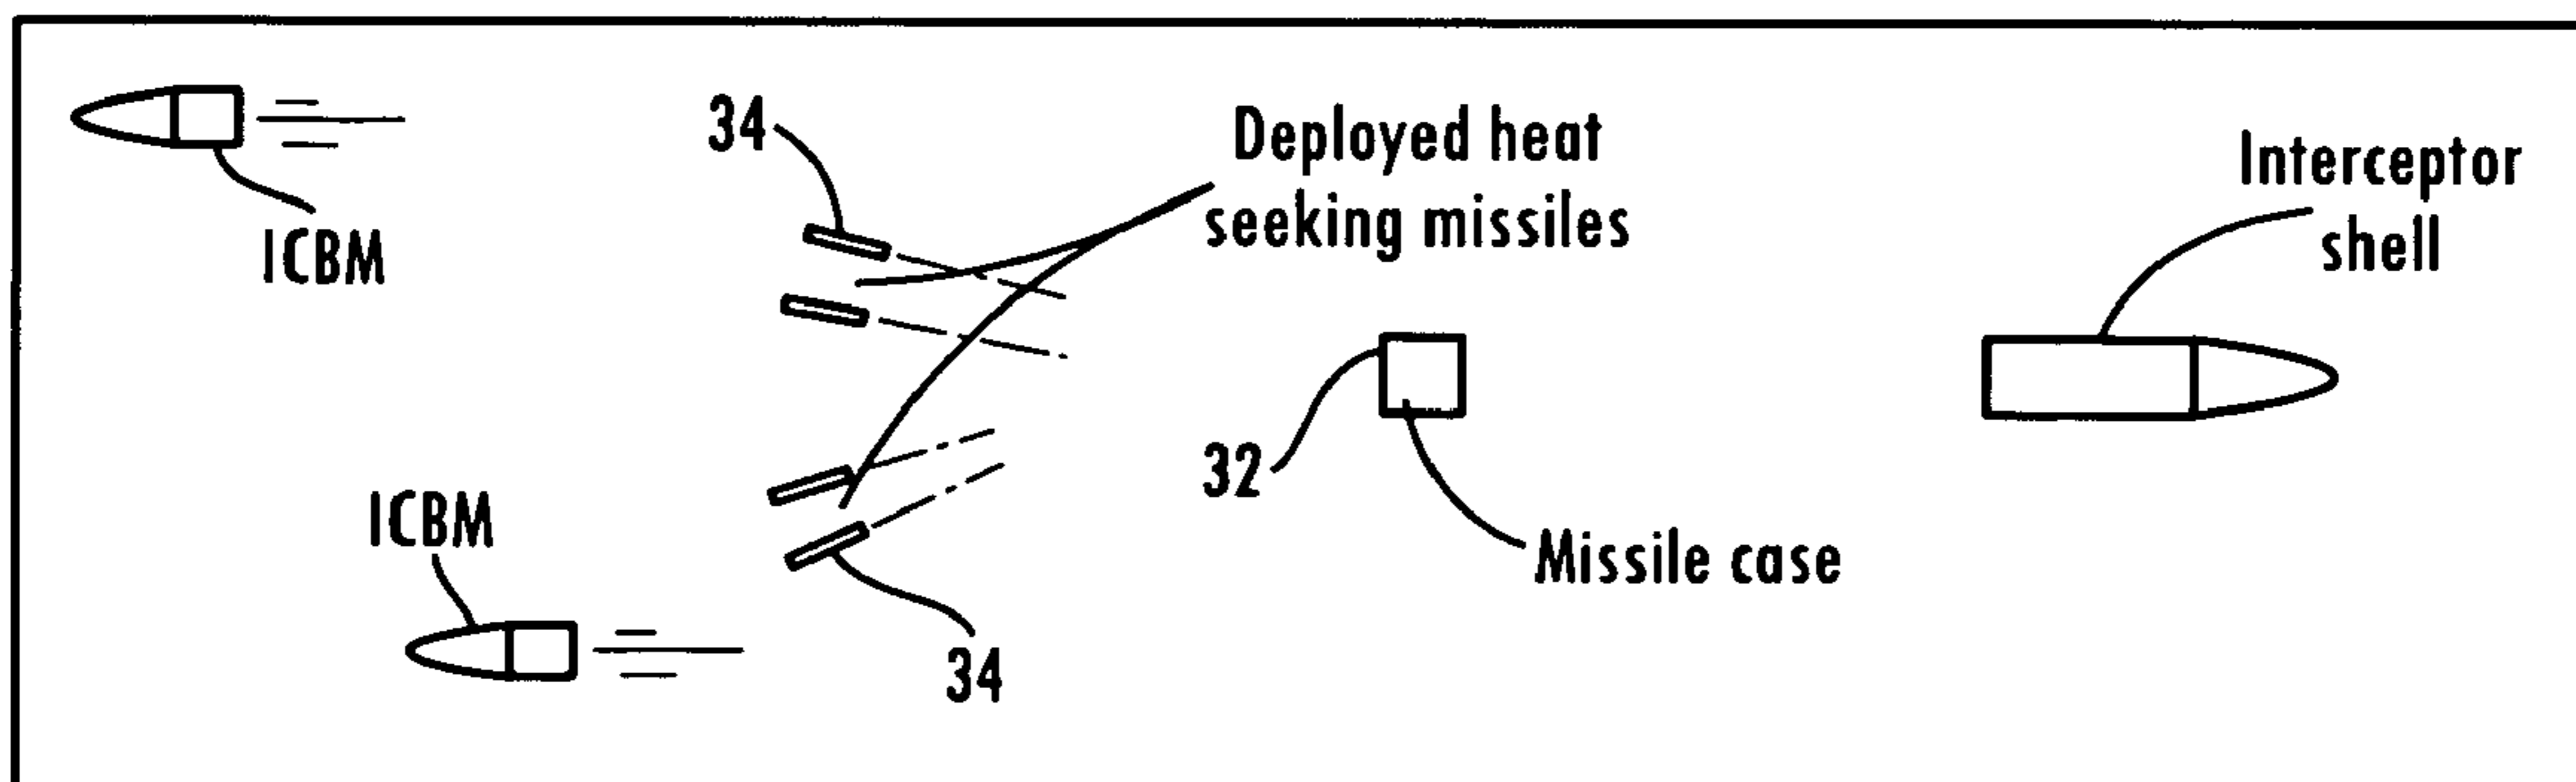 34
Deployed heat
seeking missiles
Interceptor
shell
ICBM
32
ICBM
Missile case
34